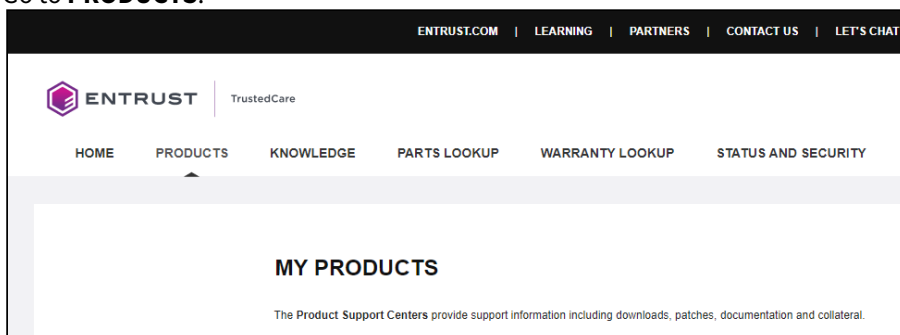 Go to PRODUCTS.
ENTRUST.COM | LEARNING | PARTNERS | CONTACT US | LET'S CHAT
ENTRUST TrustedCare
HOME PRODUCTS KNOWLEDGE PARTS LOOKUP WARRANTY LOOKUP STATUS AND SECURITY
MY PRODUCTS
The Product Support Centers provide support information including downloads, patches, documentation and collateral.